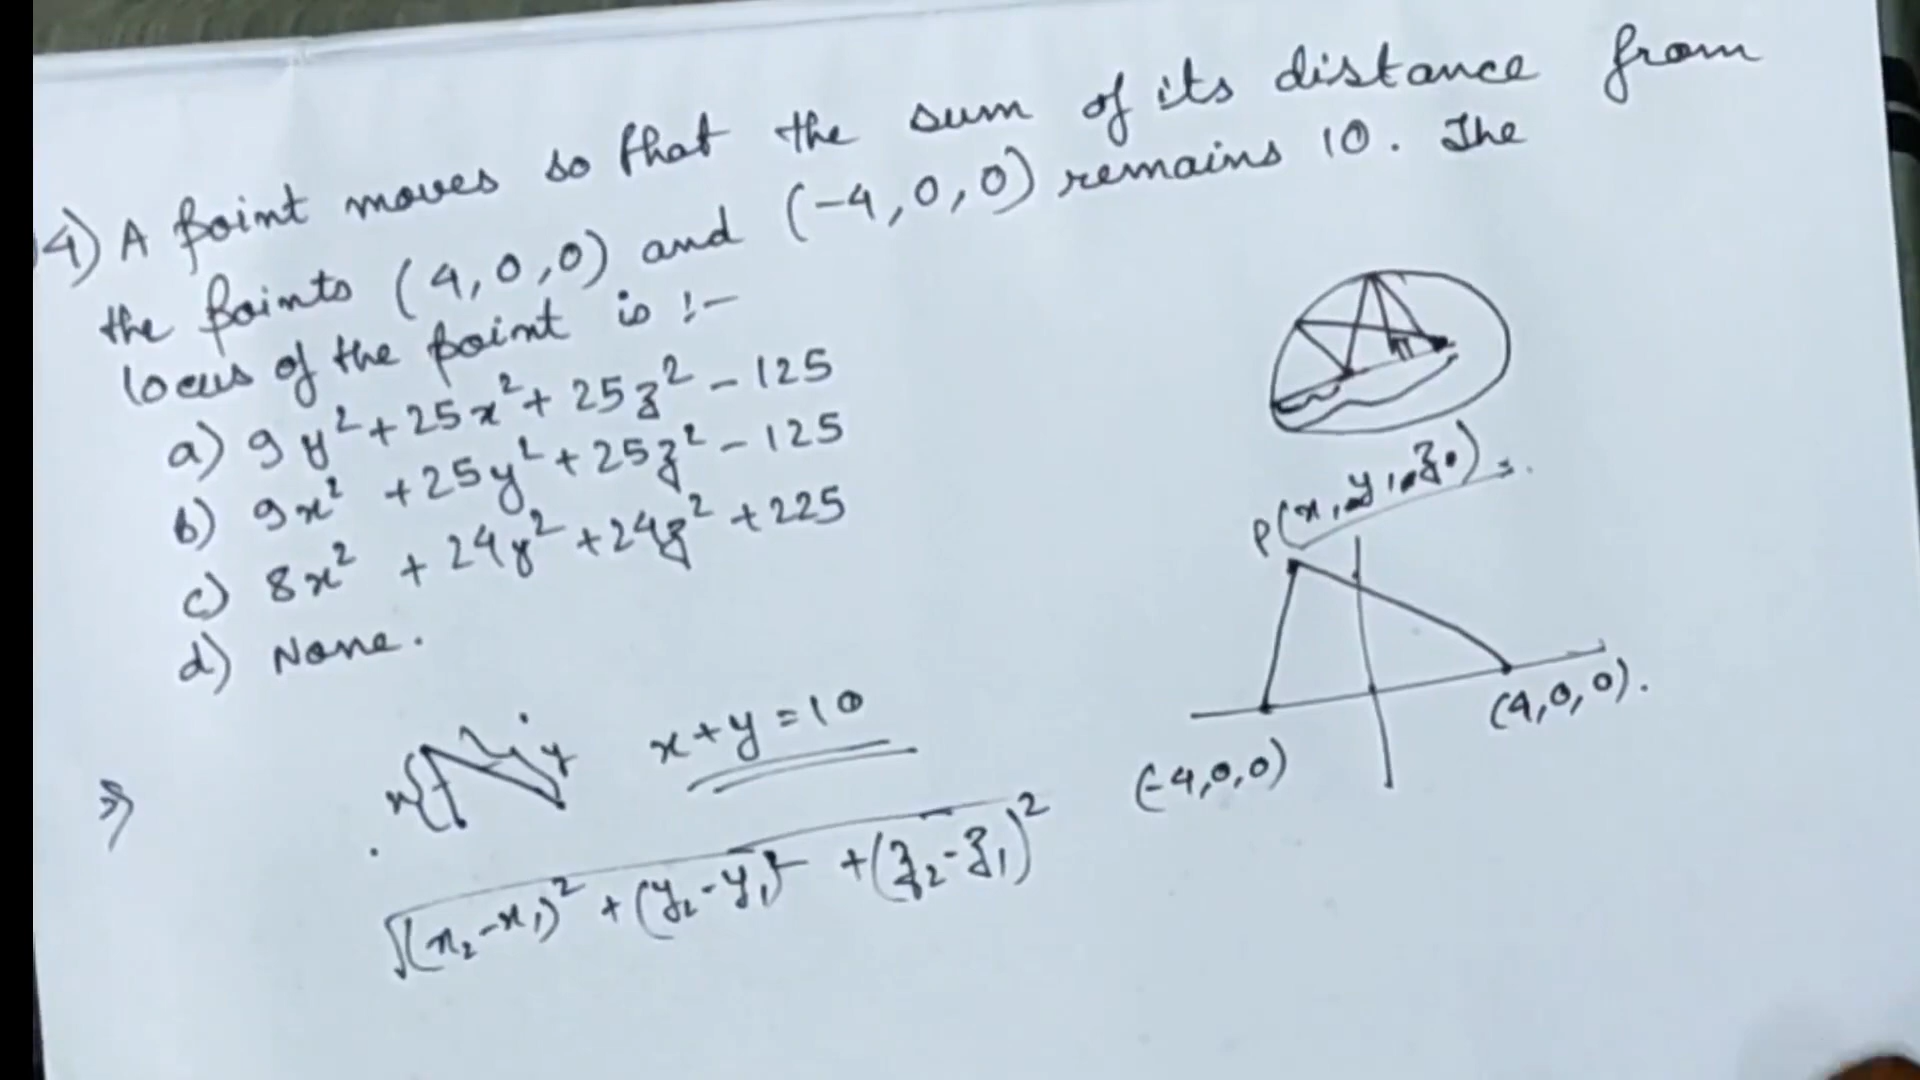 4) A point moves so that the sum of its distance from
the points (4,0,0) and (-4,0,0) remains 10. The
locus of the point is :-
a) 9y² + 25x² + 25z² - 125
b) 9x² + 25y² + 25z² - 125
c) 8x² + 24y² + 24z² + 225
d) None.
P(x, y, z)
(-4,0,0)
(4,0,0).
x y
x+y=10
√(x₂-x₁)² + (y₂-y₁)² + (z₂-z₁)²